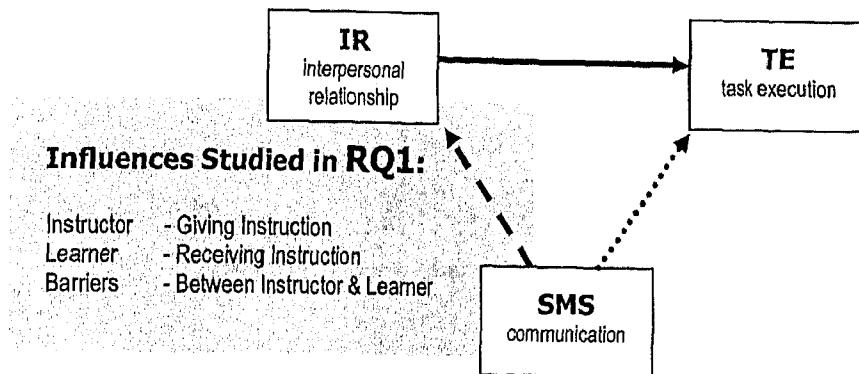 IR
interpersonal
relationship
TE
task execution
Influences Studied in RQ1:
Instructor - Giving Instruction
Learner - Receiving Instruction
Barriers - Between Instructor & Learner
SMS
communication